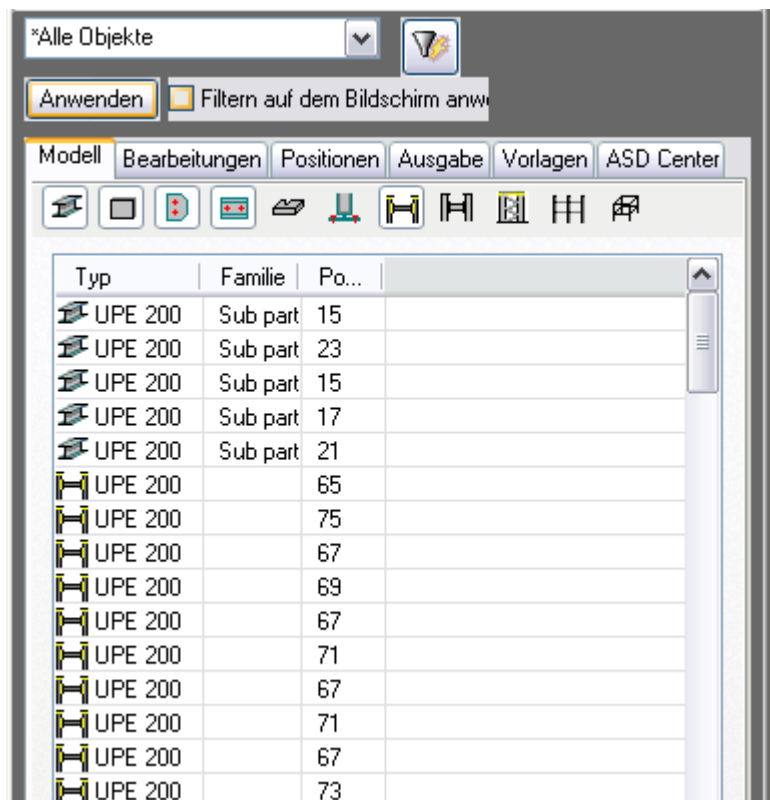 *Alle Objekte
Anwenden Filtern auf dem Bildschirm
Modell Bearbeitungen Positionen Ausgabe Vorlagen ASD Center
Typ Familie Po...
UPE 200 Sub part 15
UPE 200 Sub part 23
UPE 200 Sub part 15
UPE 200 Sub part 17
UPE 200 Sub part 21
UPE 200 65
UPE 200 75
UPE 200 67
UPE 200 69
UPE 200 67
UPE 200 71
UPE 200 67
UPE 200 71
UPE 200 67
UPE 200 73